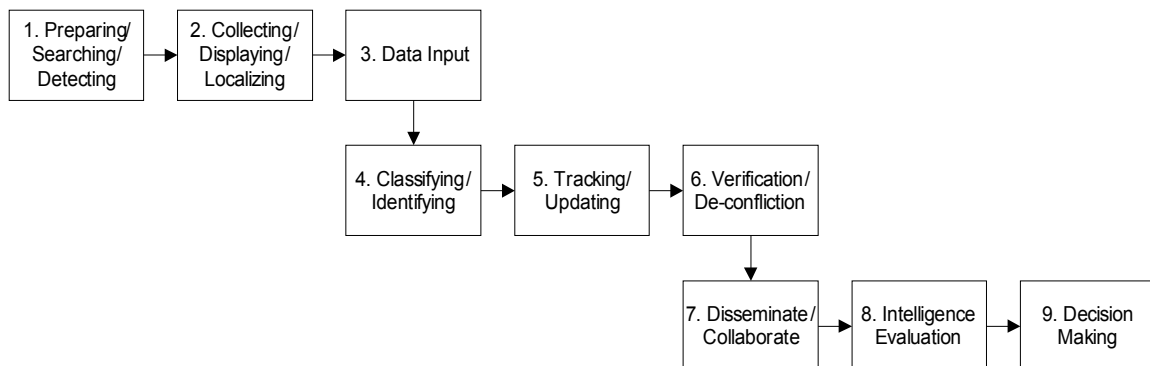 1. Preparing/
Searching/
Detecting
2. Collecting/
Displaying/
Localizing
3. Data Input
4. Classifying/
Identifying
5. Tracking/
Updating
6. Verification/
De-confliction
7. Disseminate/
Collaborate
8. Intelligence
Evaluation
9. Decision
Making